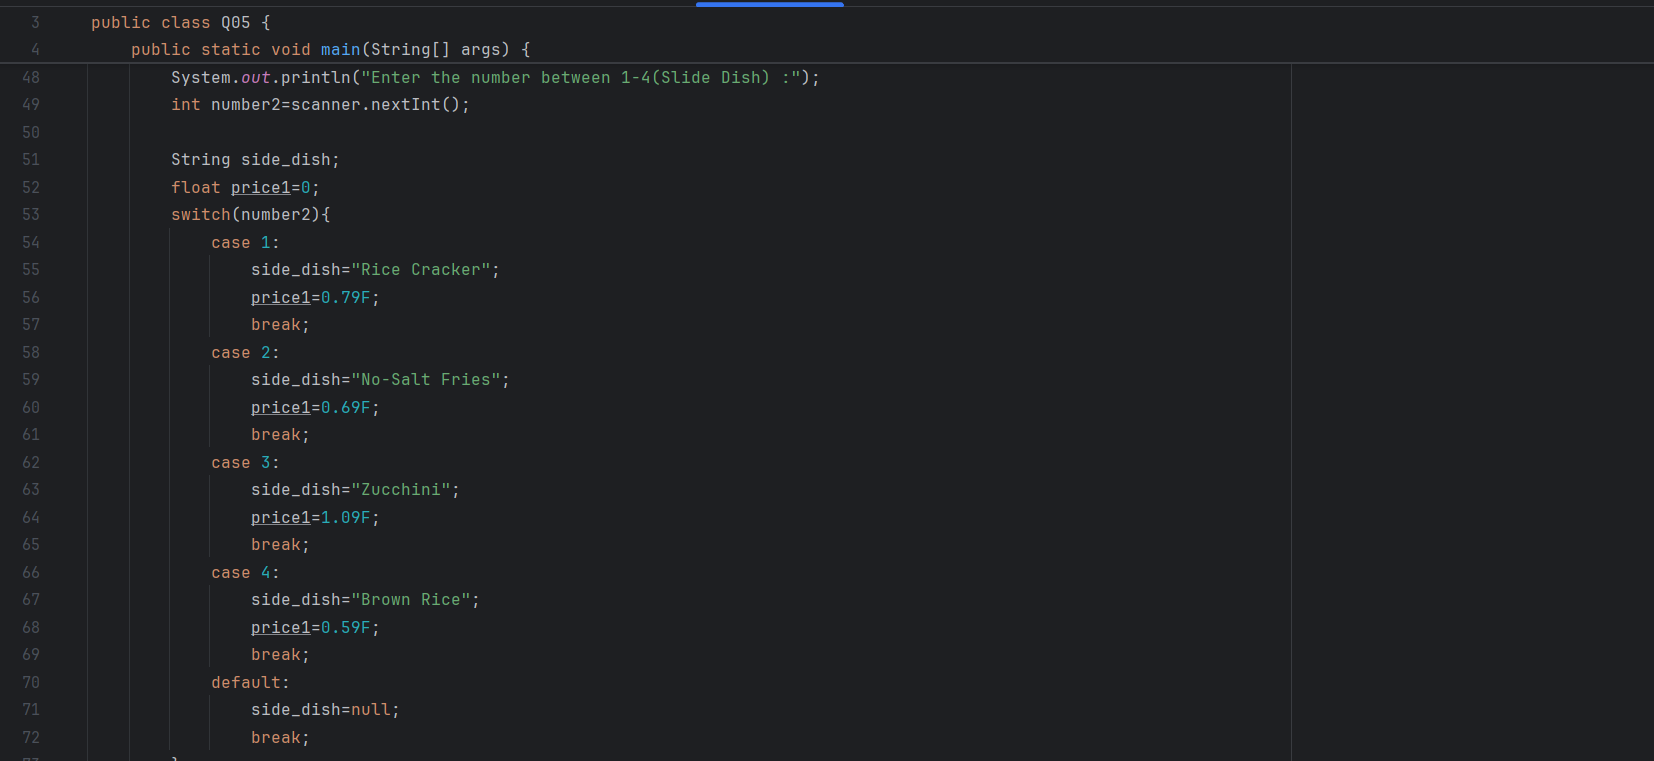 3 public class Q05 {
4 public static void main(String[] args) {
48 System.out.println("Enter the number between 1-4(Slide Dish) :");
49 int number2=scanner.nextInt();
50
51 String side_dish;
52 float price1=0;
53 switch(number2){
54 case 1:
55 side_dish="Rice Cracker";
56 price1=0.79F;
57 break;
58 case 2:
59 side_dish="No-Salt Fries";
60 price1=0.69F;
61 break;
62 case 3:
63 side_dish="Zucchini";
64 price1=1.09F;
65 break;
66 case 4:
67 side_dish="Brown Rice";
68 price1=0.59F;
69 break;
70 default:
71 side_dish=null;
72 break;